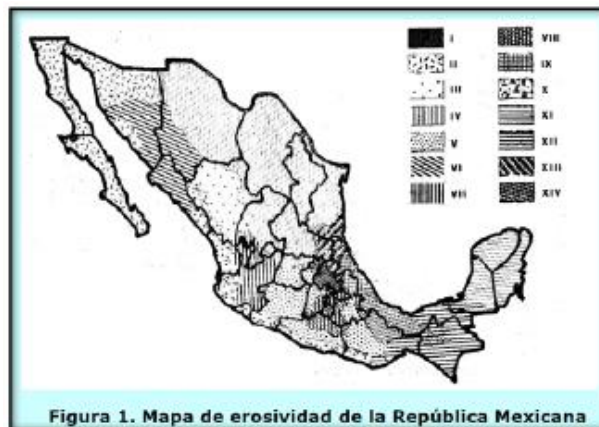 I VIII
II IX
III X
IV XI
V XII
VI XIII
VII XIV
Figura 1. Mapa de erosividad de la República Mexicana